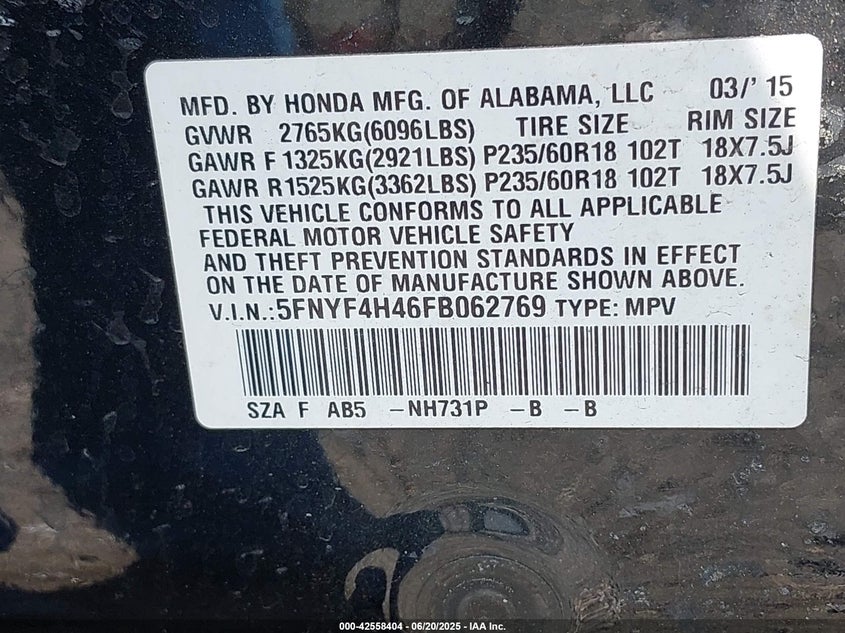 MFD. BY HONDA MFG. OF ALABAMA, LLC 03/'15
GVWR 2765KG(6096LBS) TIRE SIZE RIM SIZE
GAWR F 1325KG(2921LBS) P235/60R18 102T 18X7.5J
GAWR R1525KG(3362LBS) P235/60R18 102T 18X7.5J
THIS VEHICLE CONFORMS TO ALL APPLICABLE
FEDERAL MOTOR VEHICLE SAFETY
AND THEFT PREVENTION STANDARDS IN EFFECT
ON THE DATE OF MANUFACTURE SHOWN ABOVE.
V.I.N.:5FNYF4H46FB062769 TYPE: MPV
SZA F AB5 -NH731P -B -B
000-42558404 - 06/20/2025 - IAA Inc.